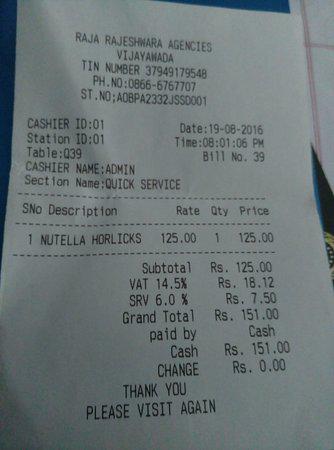 RAJA RAJESHWARA AGENCIES
VIJAYAWADA
TIN NUMBER 37949179548
PH.NO:0866-6767707
ST.NO;AOBPA2332JSSD001
CASHIER ID:01 Date:19-08-2016
Station ID:01 Time:08:01:06 PM
Table:Q39 Bill No. 39
CASHIER NAME:ADMIN
Section Name:QUICK SERVICE
SNo Description Rate Qty Price
1 NUTELLA HORLICKS 125.00 1 125.00
Subtotal Rs. 125.00
VAT 14.5% Rs. 18.12
SRV 6.0 % Rs. 7.50
Grand Total Rs. 151.00
paid by Cash
Cash Rs. 151.00
CHANGE Rs. 0.00
THANK YOU
PLEASE VISIT AGAIN